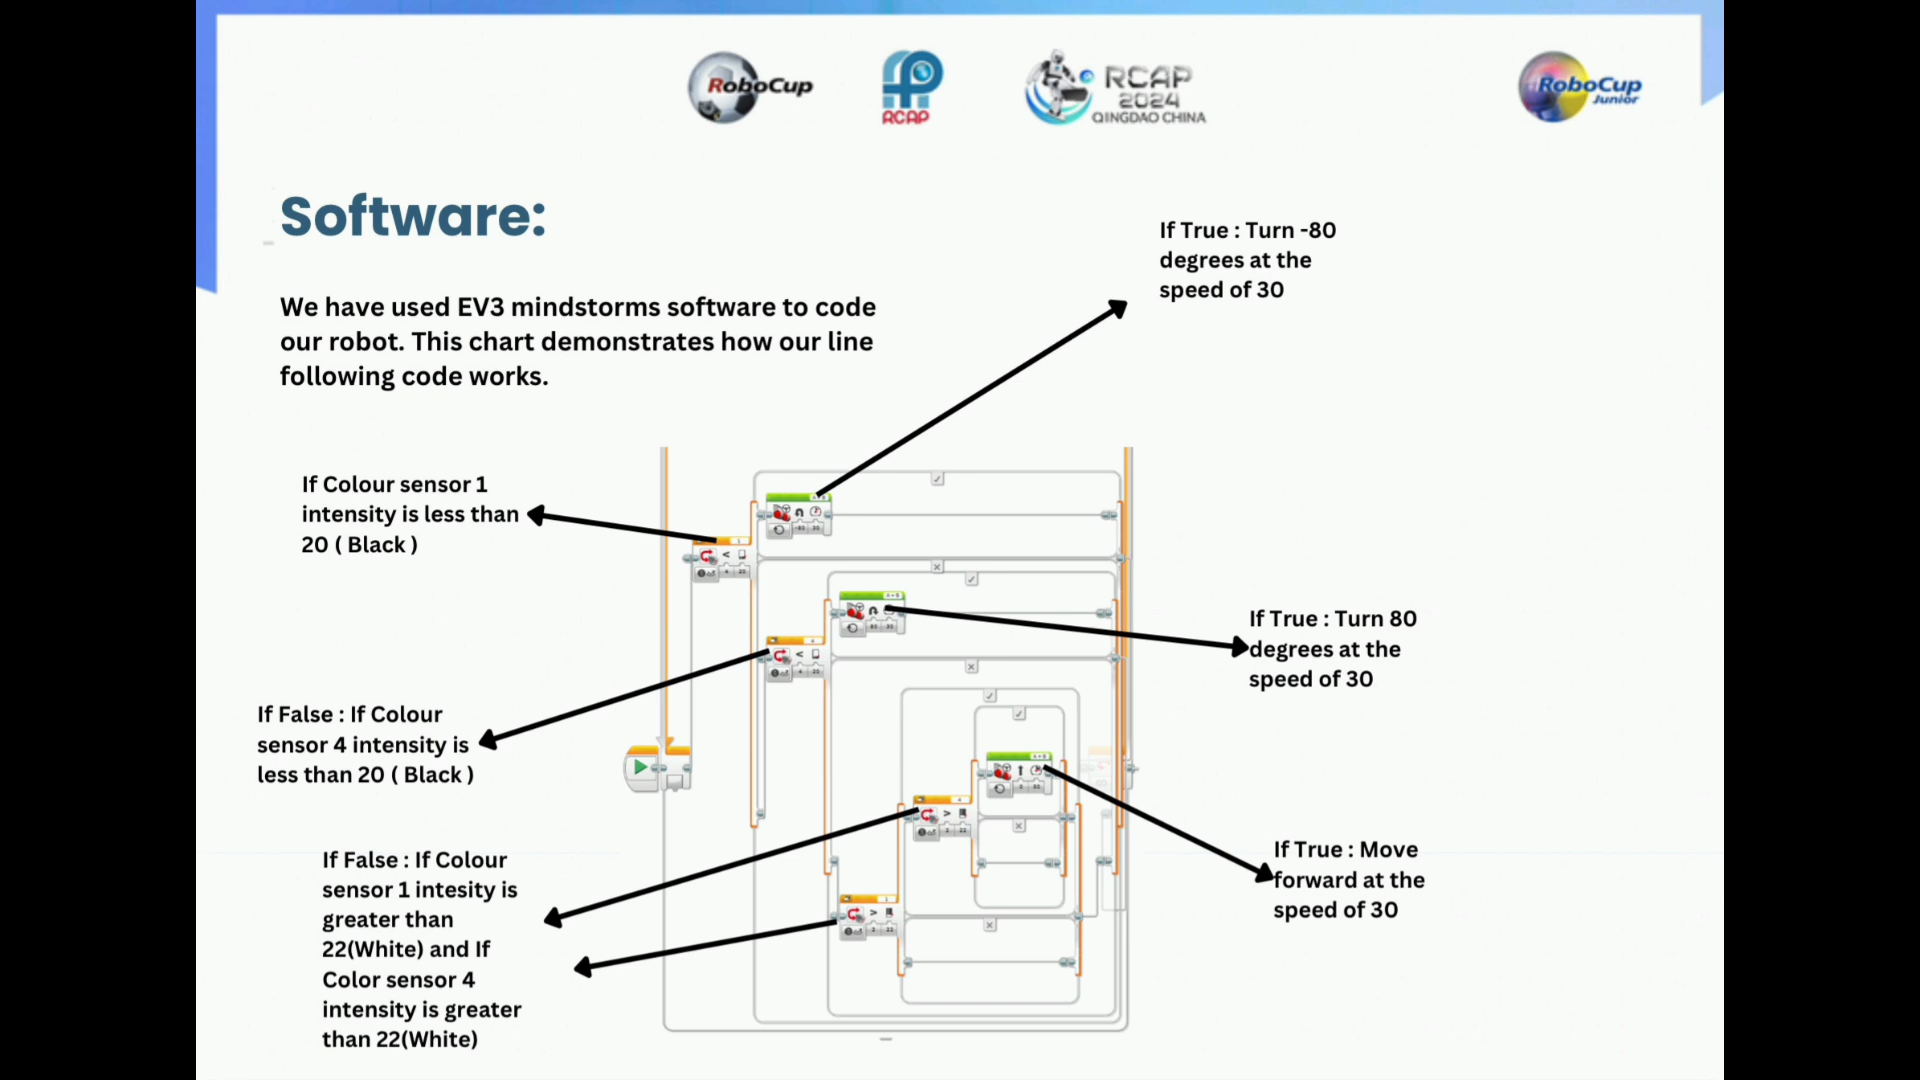 RoboCup
RCAP
RCAP
2024
QINGDAO CHINA
RoboCup
Junior
Software:
We have used EV3 mindstorms software to code
our robot. This chart demonstrates how our line
following code works.
If True : Turn -80
degrees at the
speed of 30
If Colour sensor 1
intensity is less than
20 ( Black )
If True : Turn 80
degrees at the
speed of 30
If False : If Colour
sensor 4 intensity is
less than 20 ( Black )
If True : Move
forward at the
speed of 30
If False : If Colour
sensor 1 intesity is
greater than
22(White) and If
Color sensor 4
intensity is greater
than 22(White)